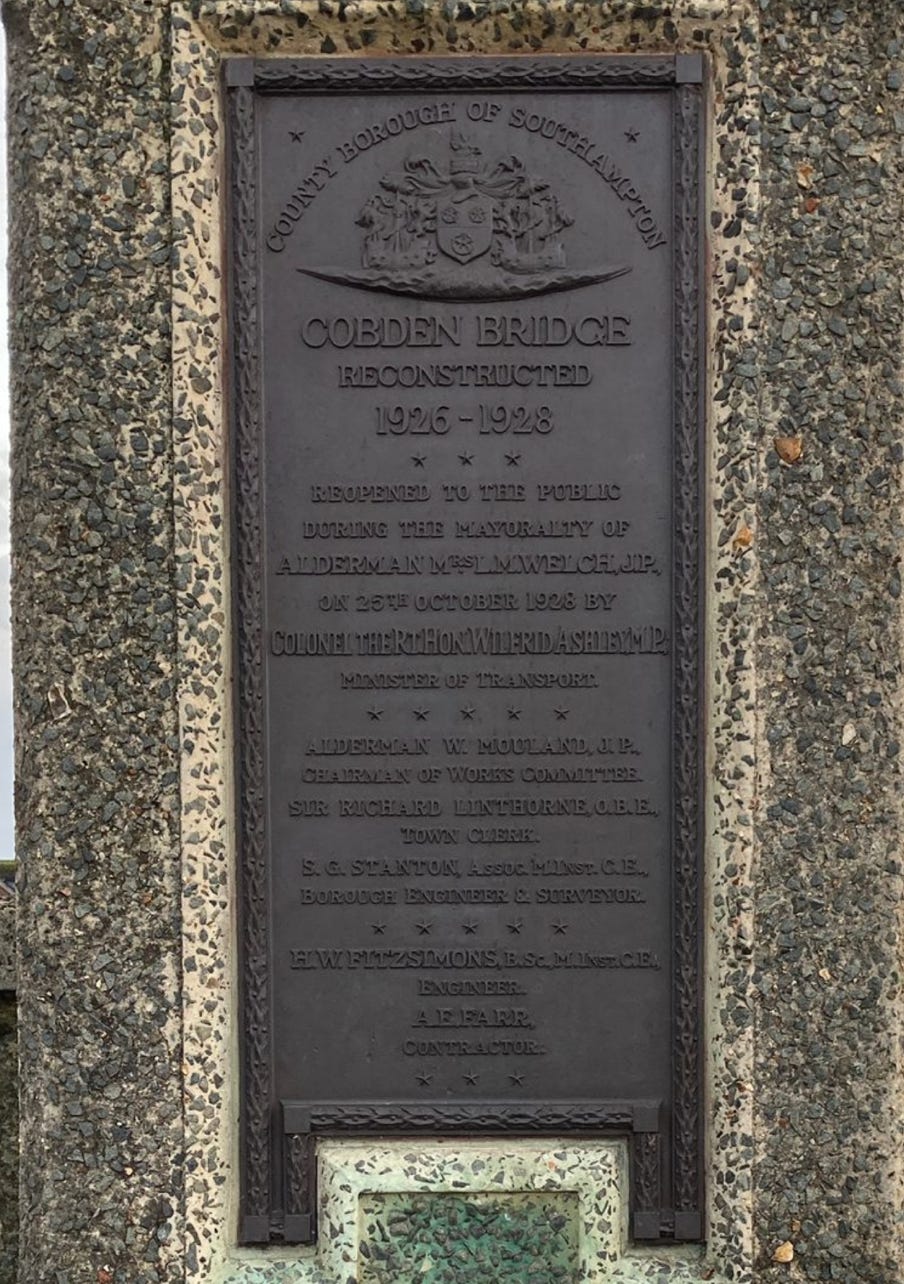 COUNTY BOROUGH OF SOUTHAMPTON
COBDEN BRIDGE
RECONSTRUCTED
1926 - 1928
REOPENED TO THE PUBLIC
DURING THE MAYORALTY OF
ALDERMAN MRS L.M. WELCH, J.P.,
ON 25TH OCTOBER 1928 BY
COLONEL THE RT. HON. WILFRID ASHLEY, M.P.,
MINISTER OF TRANSPORT.
ALDERMAN W. MOULAND, J.P.,
CHAIRMAN OF WORKS COMMITTEE.
SIR RICHARD LINTHORNE, O.B.E.,
TOWN CLERK.
S. G. STANTON, ASSOC. M.INST. C.E.,
BOROUGH ENGINEER & SURVEYOR.
H.W. FITZSIMONS, B.SC., M.INST.C.E.,
ENGINEER.
A.E. FARR,
CONTRACTOR.